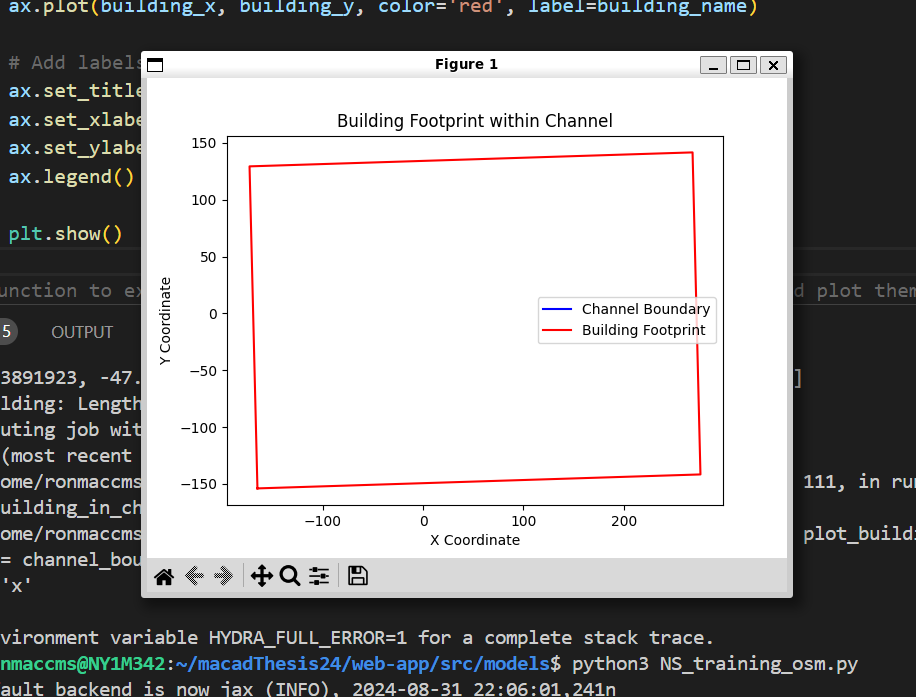 ax.plot(building_x, building_y, color='red', label=building_name)
# Add labels
ax.set_title
ax.set_xlabe
ax.set_ylabe
ax.legend()
plt.show()
Figure 1
Building Footprint within Channel
150
100
50
0
−50
−100
−150
Y Coordinate
−100
0
100
200
X Coordinate
Channel Boundary
Building Footprint
unction to ex
d plot them
5
OUTPUT
3891923, -47.
]
lding: Length
uting job wit
(most recent
ome/ronmaccms
111, in run
uilding_in_ch
ome/ronmaccms
plot_buildi
= channel_bou
'x'
vironment variable HYDRA_FULL_ERROR=1 for a complete stack trace.
nmaccms@NY1M342:~/macadThesis24/web-app/src/models$ python3 NS_training_osm.py
ault backend is now jax (INFO), 2024-08-31 22:06:01,241n